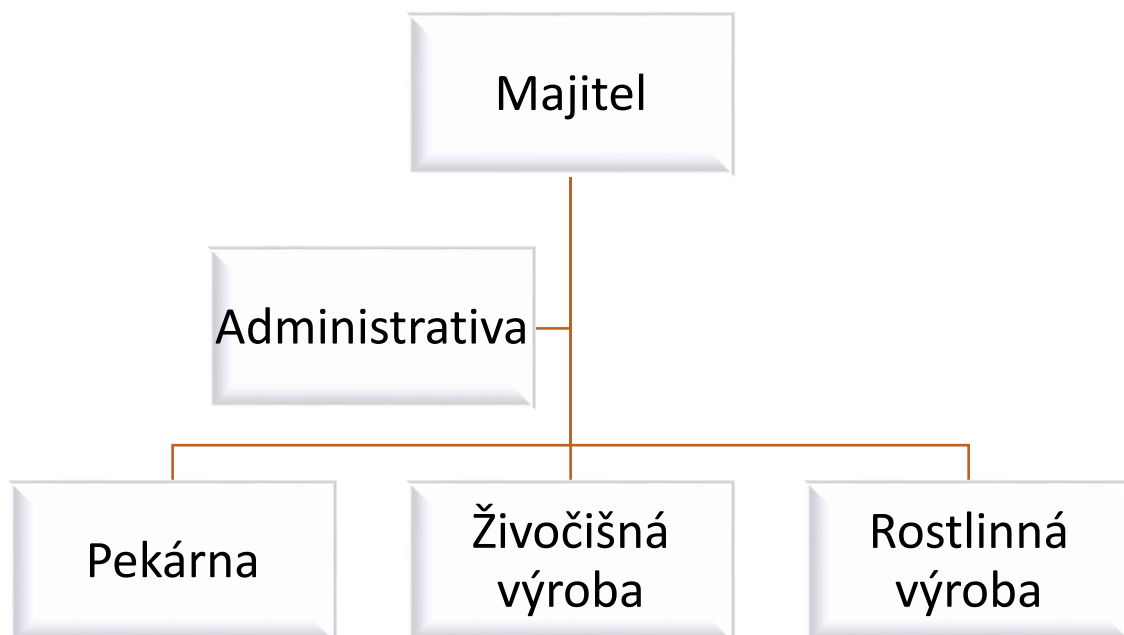 Majitel
Administrativa
Pekárna
Živočišná
výroba
Rostlinná
výroba